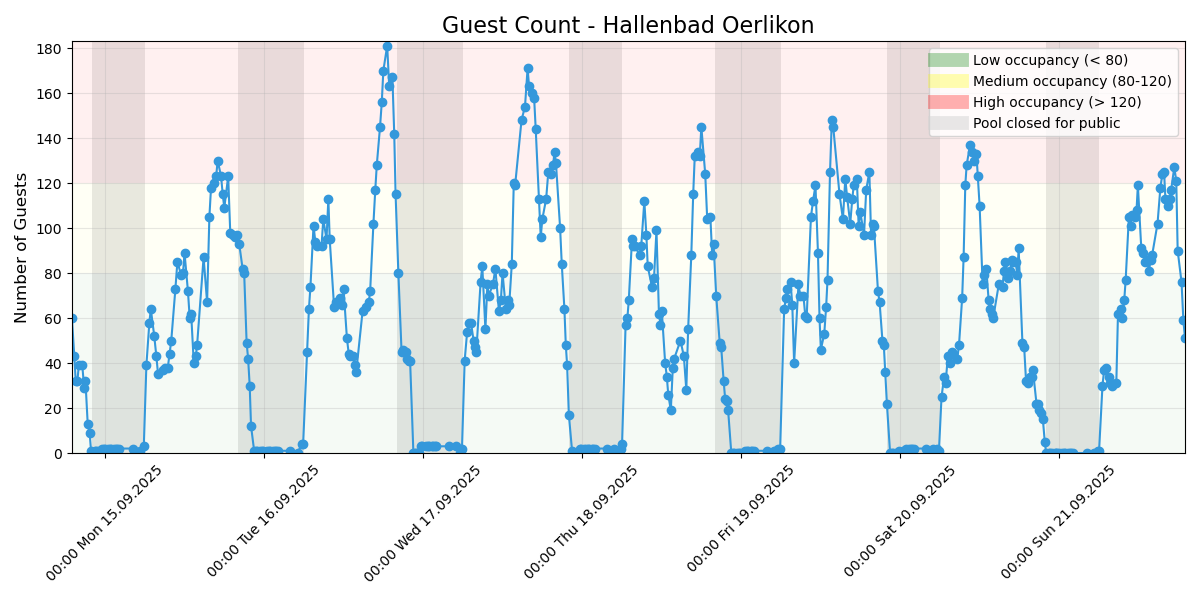 Guest Count - Hallenbad Oerlikon
Number of Guests
180
160
140
120
100
80
60
40
20
0
Low occupancy (< 80)
Medium occupancy (80-120)
High occupancy (> 120)
Pool closed for public
00:00 Mon 15.09.2025
00:00 Tue 16.09.2025
00:00 Wed 17.09.2025
00:00 Thu 18.09.2025
00:00 Fri 19.09.2025
00:00 Sat 20.09.2025
00:00 Sun 21.09.2025